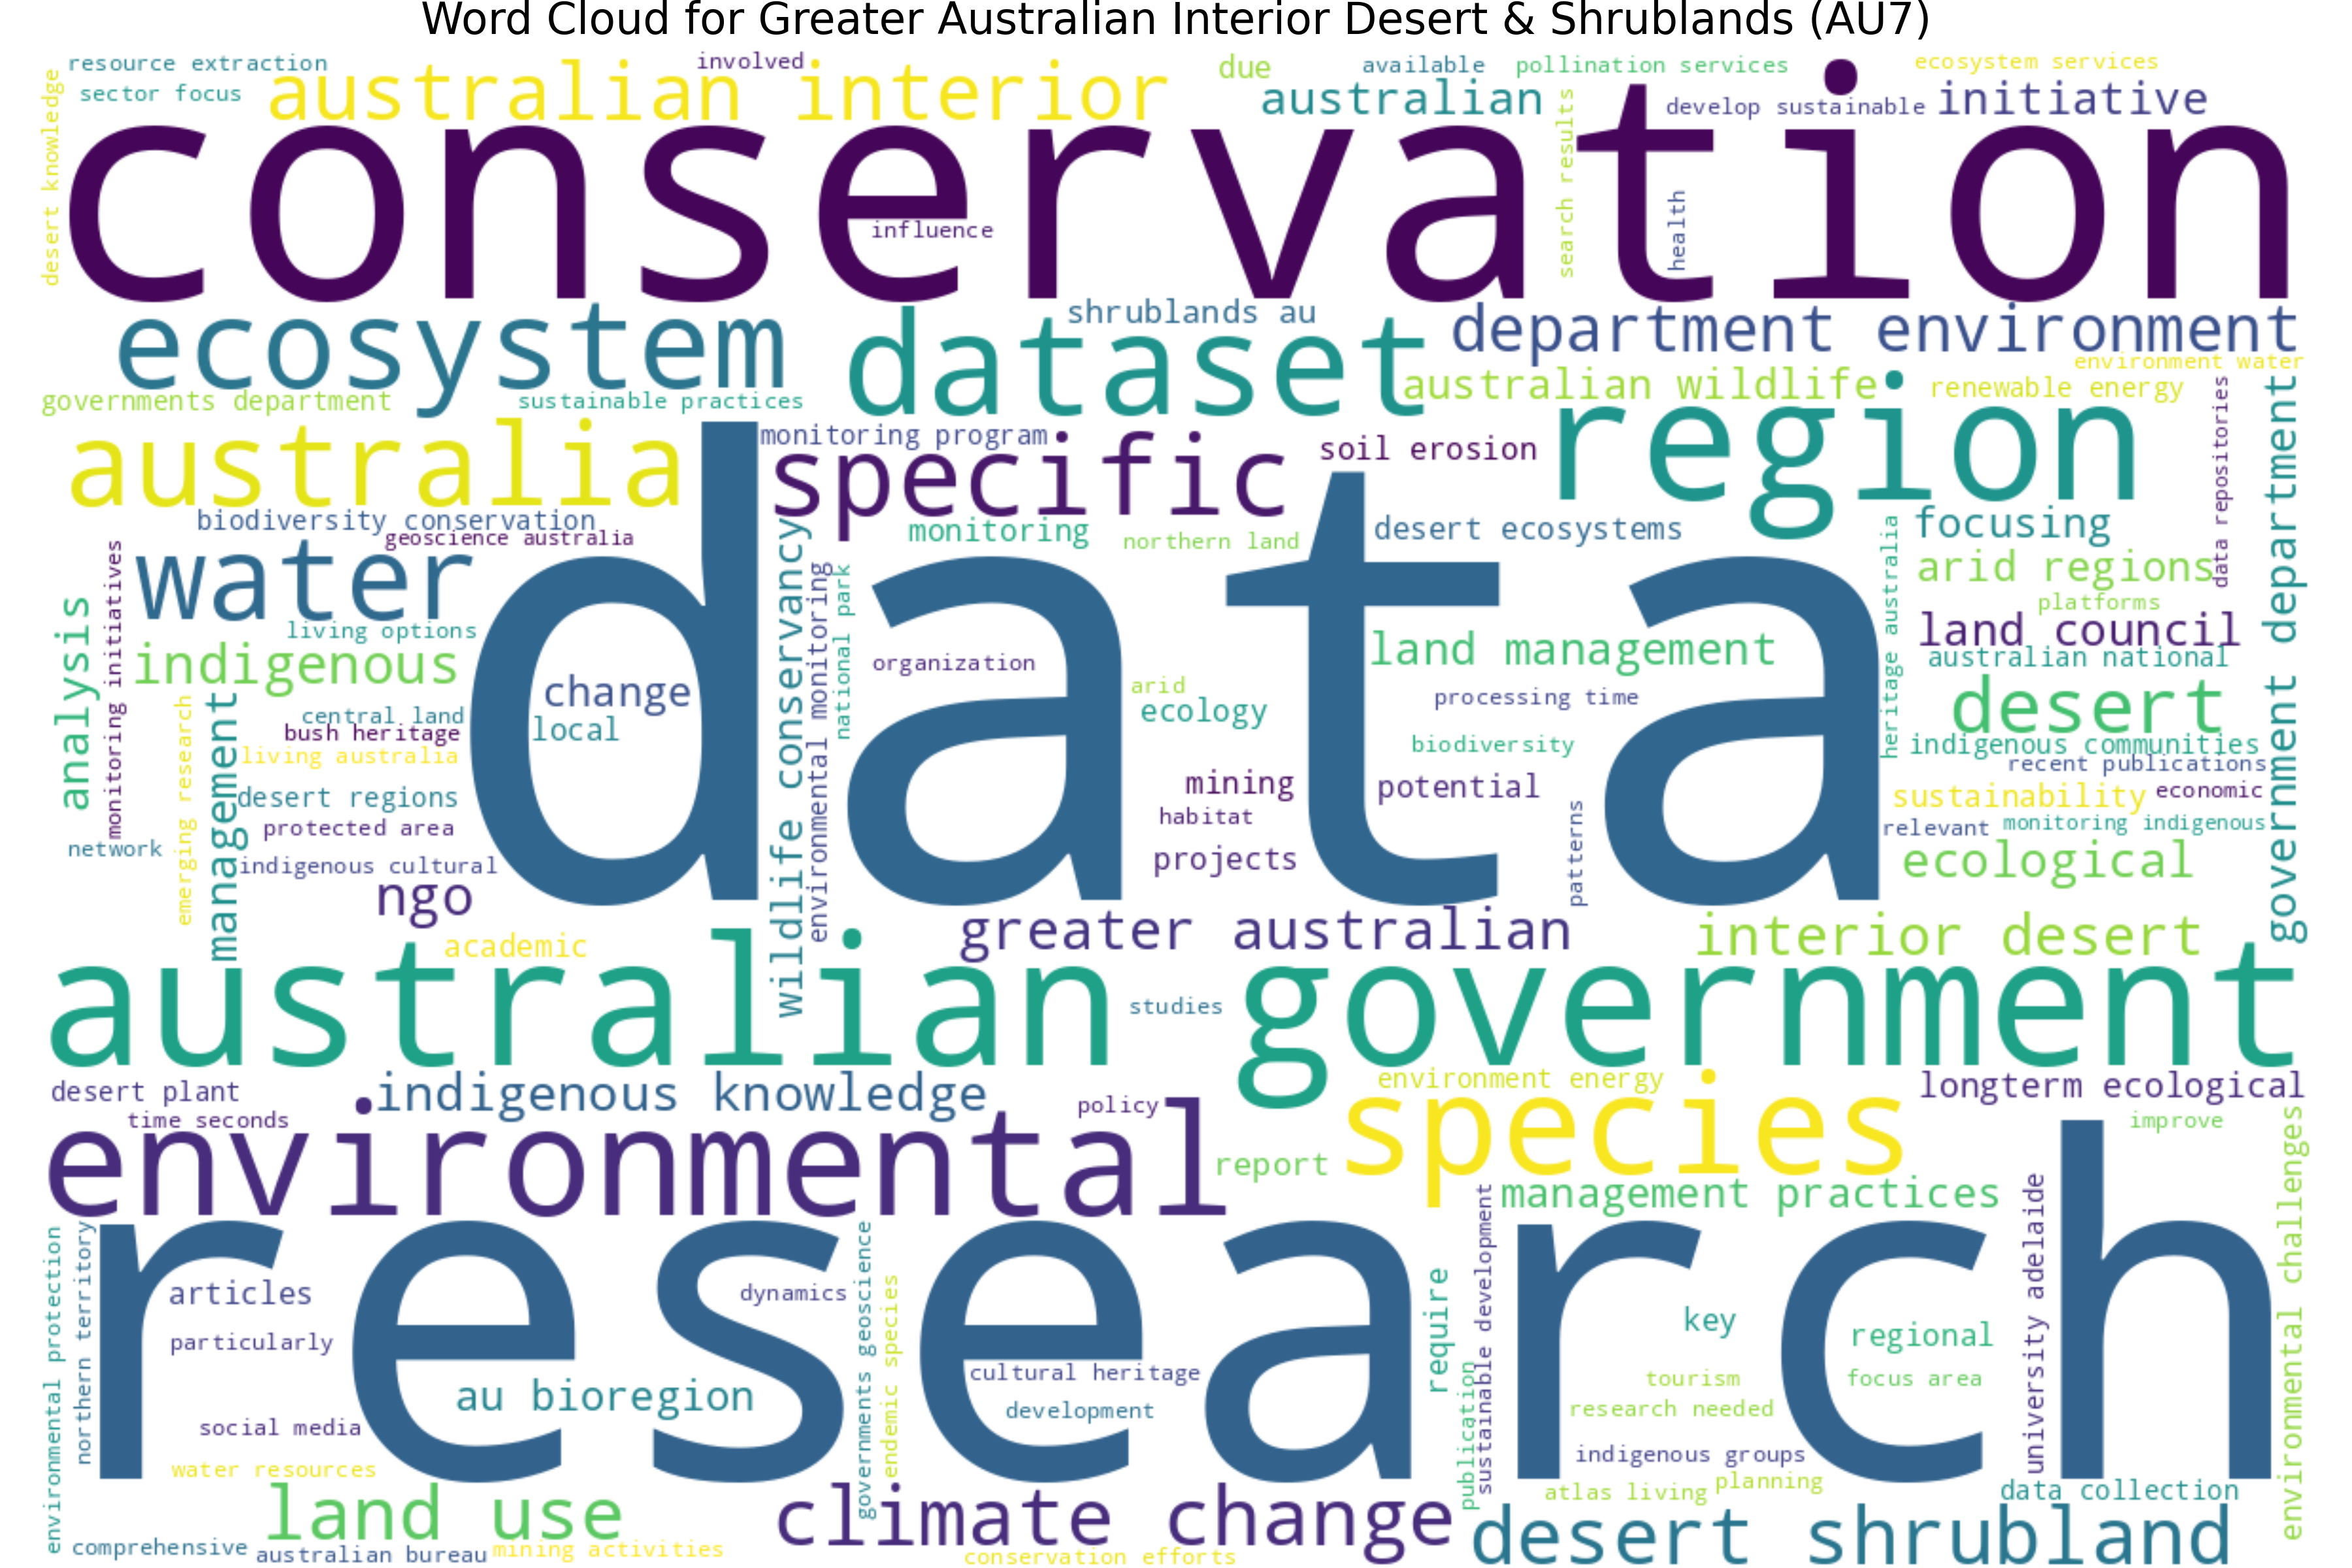 Word Cloud for Greater Australian Interior Desert & Shrublands (AU7)
resource extraction
involved
due
available
pollination services
ecosystem services
sector focus
australian interior
australian
develop sustainable
initiative
desert knowledge
conservation
search results
health
influence
ecosystem
shrublands au
dataset
department environment
environment water
governments department
sustainable practices
australian wildlife
renewable energy
australia
monitoring program
specific
soil erosion
region
data repositories
government department
biodiversity conservation
geoscience australia
monitoring
northern land
desert ecosystems
focusing
water
data
arid regions
heritage australia
platforms
analysis
monitoring initiatives
living options
indigenous
wildlife conservancy
environmental monitoring
national park
organization
land management
land council
australian national
change
local
arid
ecology
processing time
desert
central land
bush heritage
living australia
biodiversity
indigenous communities
recent publications
emerging research
management
desert regions
mining
potential
sustainability
economic
protected area
habitat
patterns
relevant
monitoring indigenous
network
indigenous cultural
projects
ecological
ngo
academic
greater australian
interior desert
australian government
studies
desert plant
indigenous knowledge
environment energy
longterm ecological
time seconds
policy
species
improve
environmental
report
management practices
environmental challenges
research
environmental protection
northern territory
articles
dynamics
governments geoscience
endemic species
require
sustainable development
publication
key
regional
university adelaide
particularly
cultural heritage
tourism
focus area
au bioregion
development
research needed
social media
indigenous groups
water resources
planning
atlas living
data collection
land use
climate change
desert shrubland
comprehensive
australian bureau
mining activities
conservation efforts